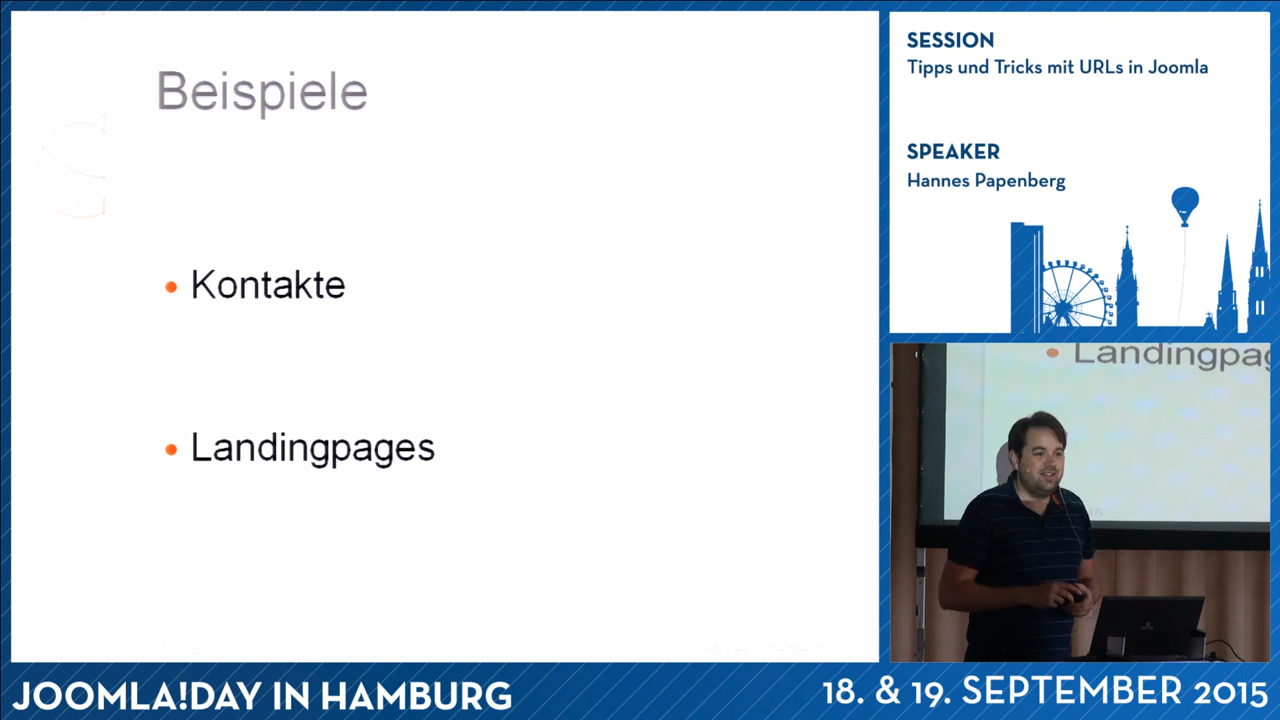 Beispiele
Kontakte
Landingpages
SESSION
Tipps und Tricks mit URLs in Joomla
SPEAKER
Hannes Papenberg
JOOMLA!DAY IN HAMBURG
18. & 19. SEPTEMBER 2015